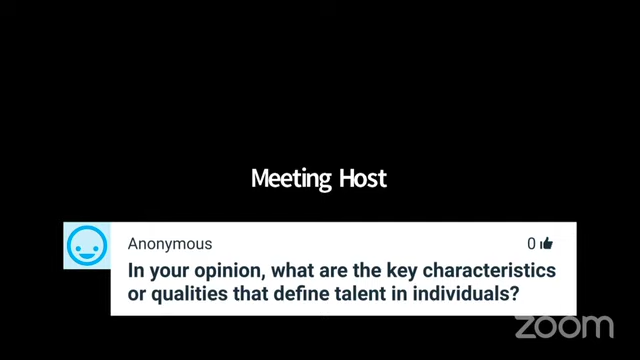 Meeting Host
Anonymous
0
In your opinion, what are the key characteristics
or qualities that define talent in individuals?
zoom